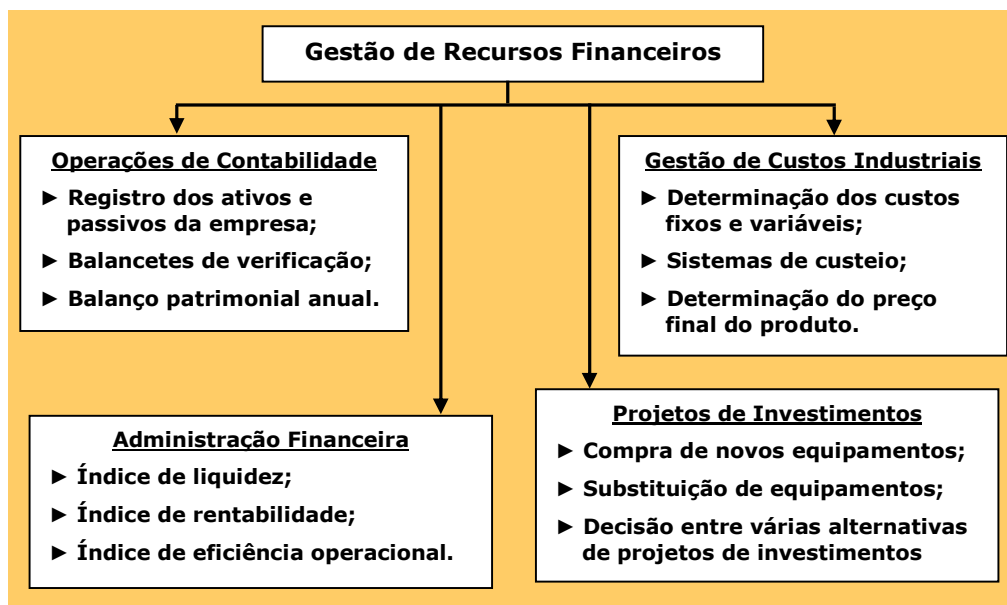 Gestão de Recursos Financeiros
Operações de Contabilidade
► Registro dos ativos e
passivos da empresa;
► Balancetes de verificação;
► Balanço patrimonial anual.
Gestão de Custos Industriais
► Determinação dos custos
fixos e variáveis;
► Sistemas de custeio;
► Determinação do preço
final do produto.
Administração Financeira
► Índice de liquidez;
► Índice de rentabilidade;
► Índice de eficiência operacional.
Projetos de Investimentos
► Compra de novos equipamentos;
► Substituição de equipamentos;
► Decisão entre várias alternativas
de projetos de investimentos